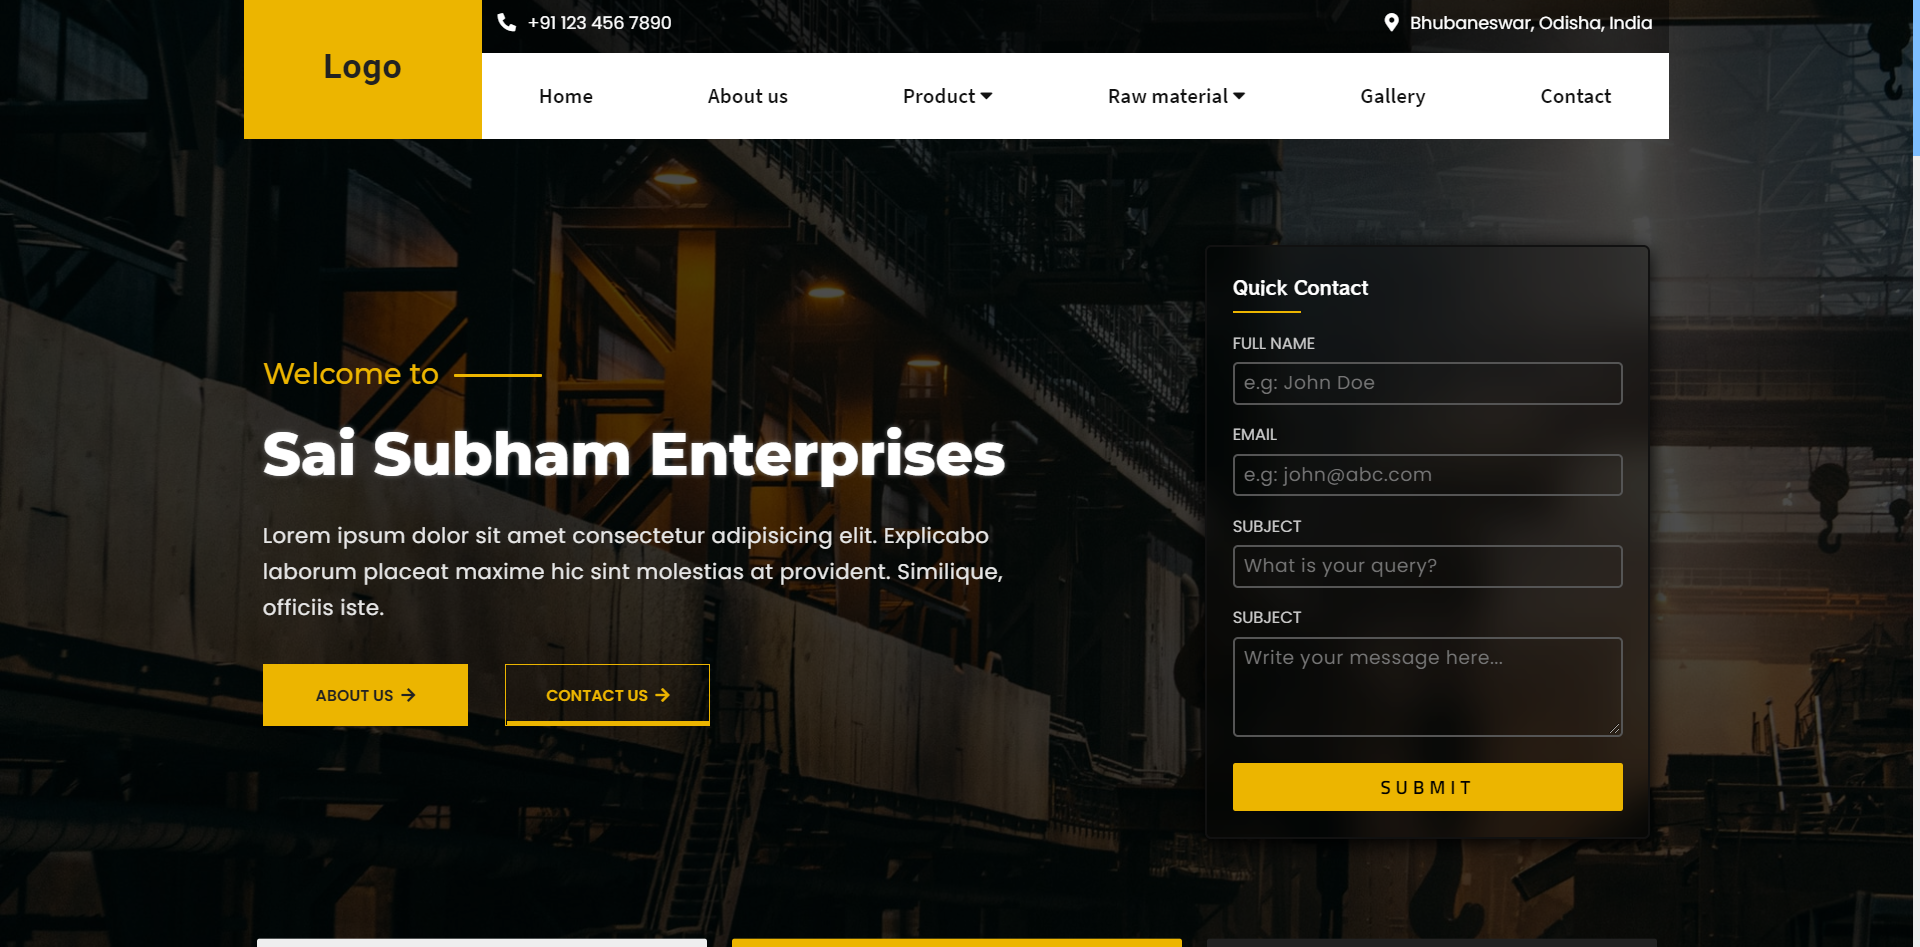 Logo
+91 123 456 7890
Bhubaneswar, Odisha, India
Home
About us
Product
Raw material
Gallery
Contact
Welcome to
Sai Subham Enterprises
Lorem ipsum dolor sit amet consectetur adipisicing elit. Explicabo
laborum placeat maxime hic sint molestias at provident. Similique,
officiis iste.
ABOUT US
CONTACT US
Quick Contact
FULL NAME
e.g: John Doe
EMAIL
e.g: john@abc.com
SUBJECT
What is your query?
SUBJECT
Write your message here...
SUBMIT